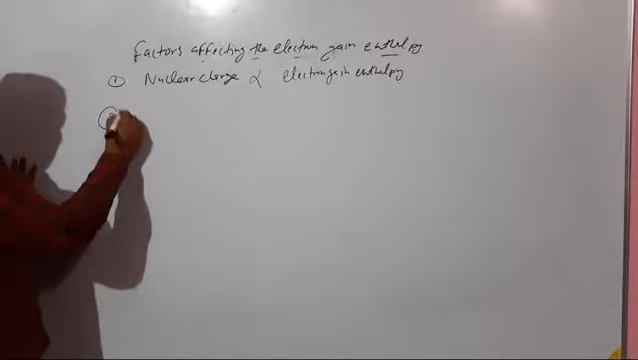 factors affecting the electron gain enthalpy
① Nuclear charge ∝ electron gain enthalpy